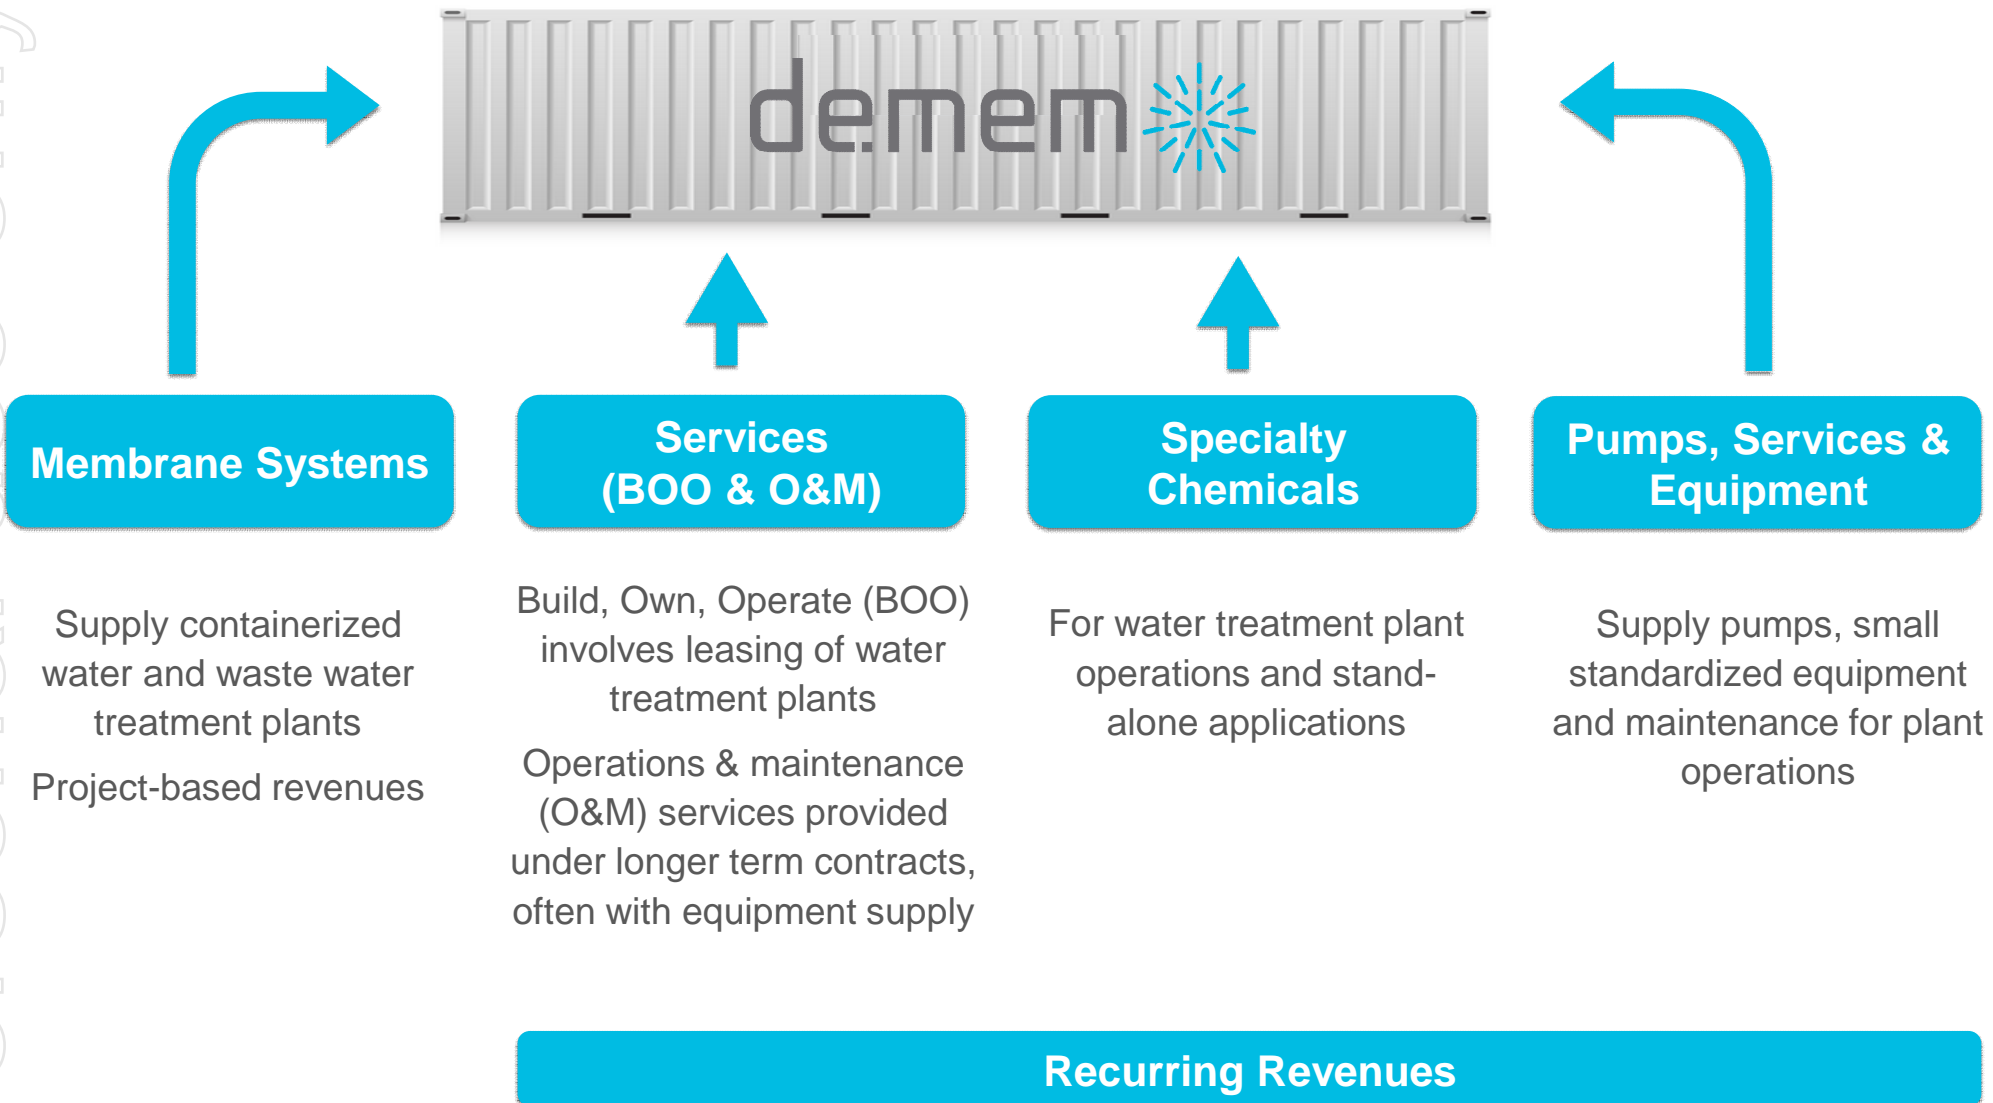 de.mem
Membrane Systems
Supply containerized
water and waste water
treatment plants
Project-based revenues
Services
(BOO & O&M)
Build, Own, Operate (BOO)
involves leasing of water
treatment plants
Operations & maintenance
(O&M) services provided
under longer term contracts,
often with equipment supply
Specialty
Chemicals
For water treatment plant
operations and stand-
alone applications
Pumps, Services &
Equipment
Supply pumps, small
standardized equipment
and maintenance for plant
operations
Recurring Revenues